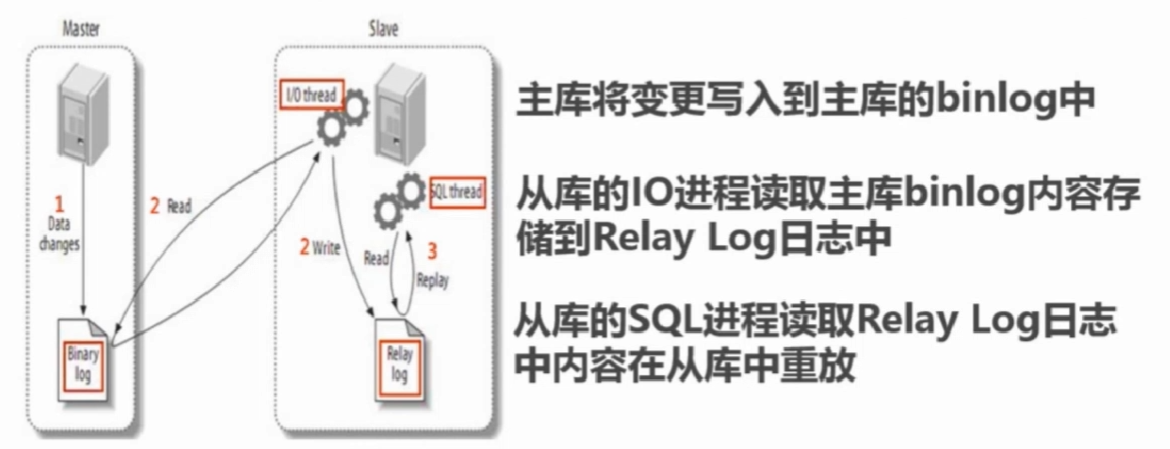 Master
Slave
I/O thread
SQL thread
1
Data
changes
2 Read
2 Write
Read
3
Replay
Binary
log
Relay
log
主库将变更写入到主库的binlog中
从库的IO进程读取主库binlog内容存
储到Relay Log日志中
从库的SQL进程读取Relay Log日志
中内容在从库中重放